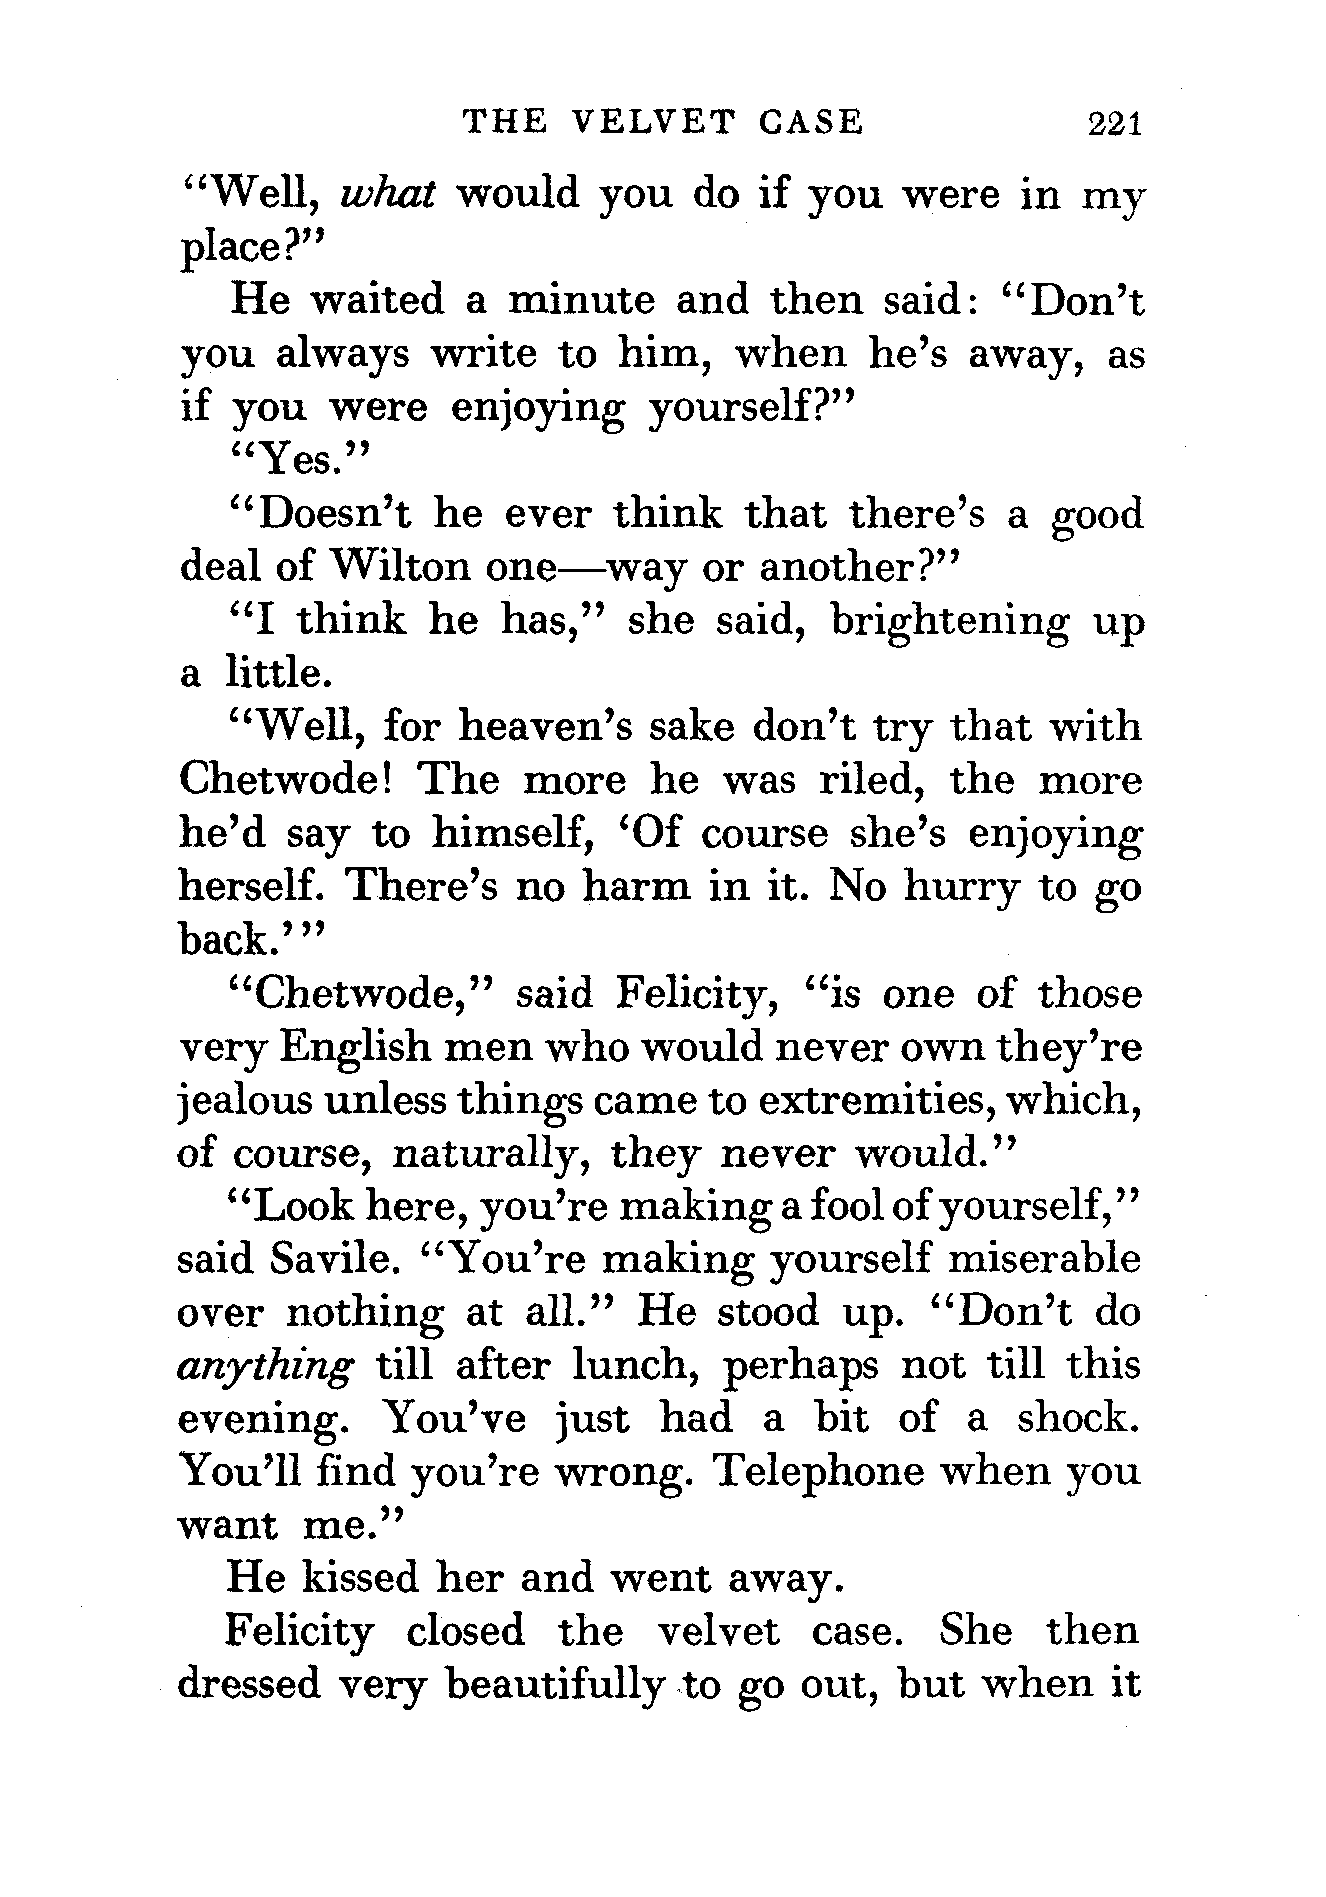 THE VELVET CASE 221
“Well, what would you do if you were in my
place?”
He waited a minute and then said: “Don’t
you always write to him, when he’s away, as
if you were enjoying yourself?”
“Yes.”
“Doesn’t he ever think that there’s a good
deal of Wilton one—way or another?”
“I think he has,” she said, brightening up
a little.
“Well, for heaven’s sake don’t try that with
Chetwode! The more he was riled, the more
he’d say to himself, ‘Of course she’s enjoying
herself. There’s no harm in it. No hurry to go
back.’”
“Chetwode,” said Felicity, “is one of those
very English men who would never own they’re
jealous unless things came to extremities, which,
of course, naturally, they never would.”
“Look here, you’re making a fool of yourself,”
said Savile. “You’re making yourself miserable
over nothing at all.” He stood up. “Don’t do
anything till after lunch, perhaps not till this
evening. You’ve just had a bit of a shock.
You’ll find you’re wrong. Telephone when you
want me.”
He kissed her and went away.
Felicity closed the velvet case. She then
dressed very beautifully to go out, but when it